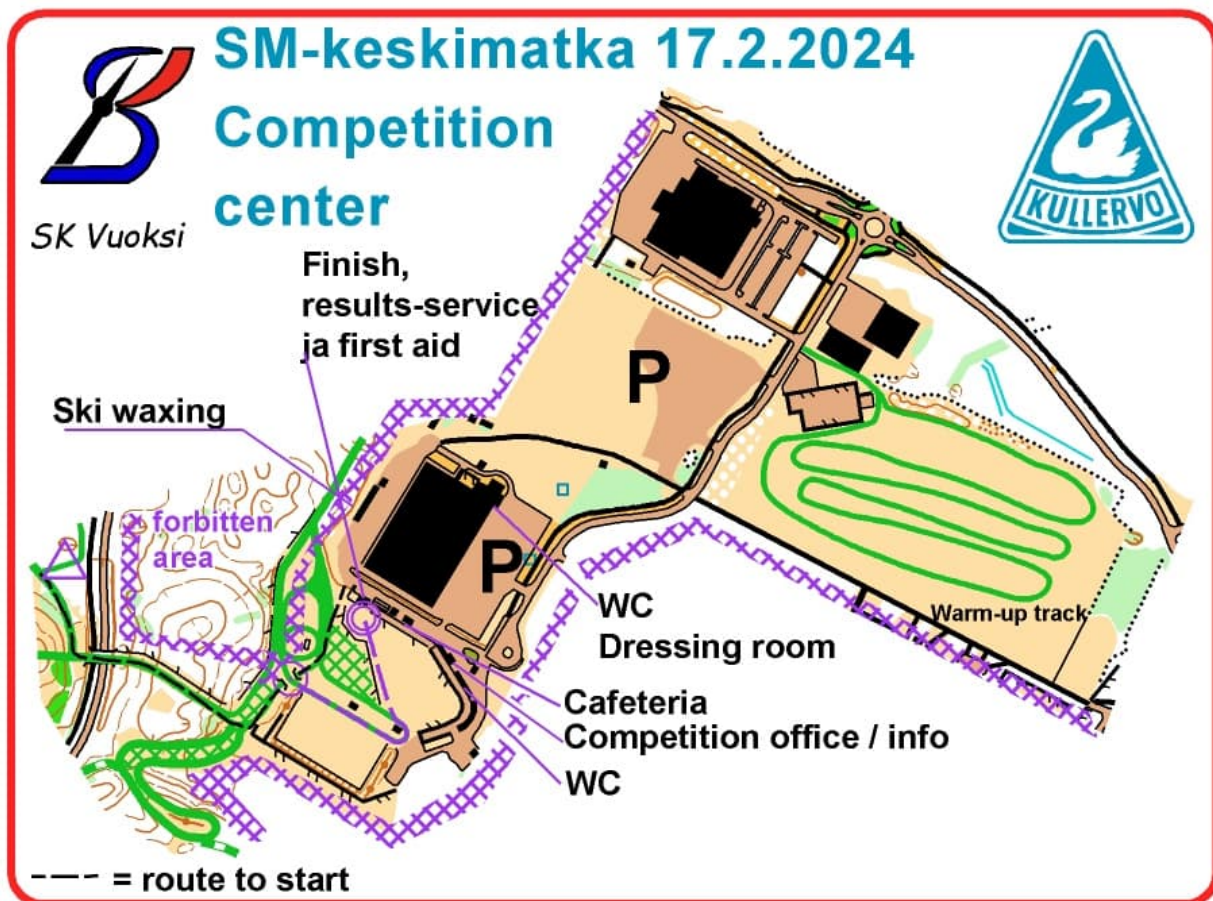 SM-keskimatka 17.2.2024
Competition
center
SK Vuoksi
KULLERVO
Finish,
results-service
ja first aid
P
Ski waxing
forbitten
area
P
WC
Dressing room
Warm-up track
Cafeteria
Competition office / info
WC
= route to start